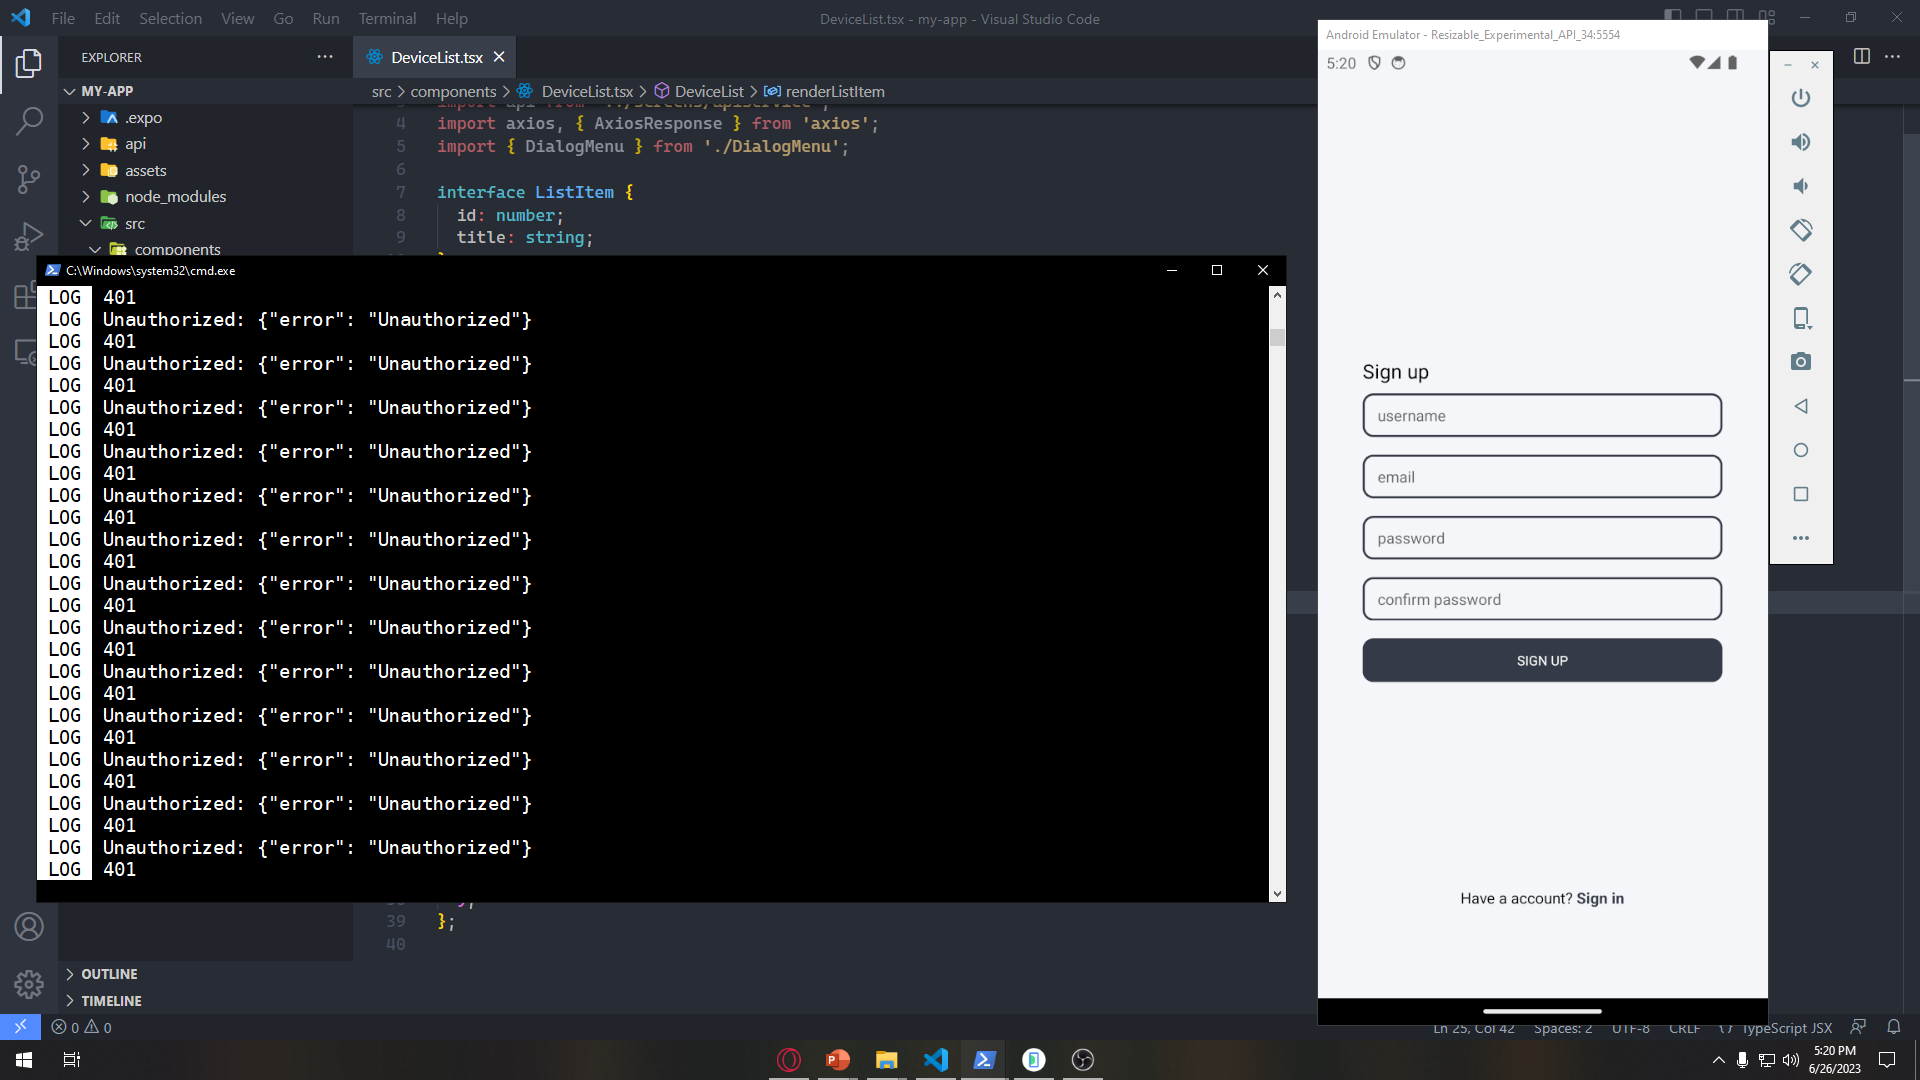 File Edit Selection View Go Run Terminal Help
DeviceList.tsx - my-app - Visual Studio Code
EXPLORER
DeviceList.tsx
MY-APP
.expo
api
assets
node_modules
src
components
src > components > DeviceList.tsx > DeviceList > renderListItem
4 import axios, { AxiosResponse } from 'axios';
5 import { DialogMenu } from './DialogMenu';
6
7 interface ListItem {
8 id: number;
9 title: string;
C:\Windows\system32\cmd.exe
LOG 401
LOG Unauthorized: {"error": "Unauthorized"}
LOG 401
LOG Unauthorized: {"error": "Unauthorized"}
LOG 401
LOG Unauthorized: {"error": "Unauthorized"}
LOG 401
LOG Unauthorized: {"error": "Unauthorized"}
LOG 401
LOG Unauthorized: {"error": "Unauthorized"}
LOG 401
LOG Unauthorized: {"error": "Unauthorized"}
LOG 401
LOG Unauthorized: {"error": "Unauthorized"}
LOG 401
LOG Unauthorized: {"error": "Unauthorized"}
LOG 401
LOG Unauthorized: {"error": "Unauthorized"}
LOG 401
LOG Unauthorized: {"error": "Unauthorized"}
LOG 401
LOG Unauthorized: {"error": "Unauthorized"}
LOG 401
LOG Unauthorized: {"error": "Unauthorized"}
LOG 401
LOG Unauthorized: {"error": "Unauthorized"}
LOG 401
39 };
40
OUTLINE
TIMELINE
0 0
Android Emulator - Resizable_Experimental_API_34:5554
5:20
Sign up
username
email
password
confirm password
SIGN UP
Have a account? Sign in
Ln 25, Col 42 Spaces: 2 UTF-8 CRLF TypeScript JSX
5:20 PM
6/26/2023